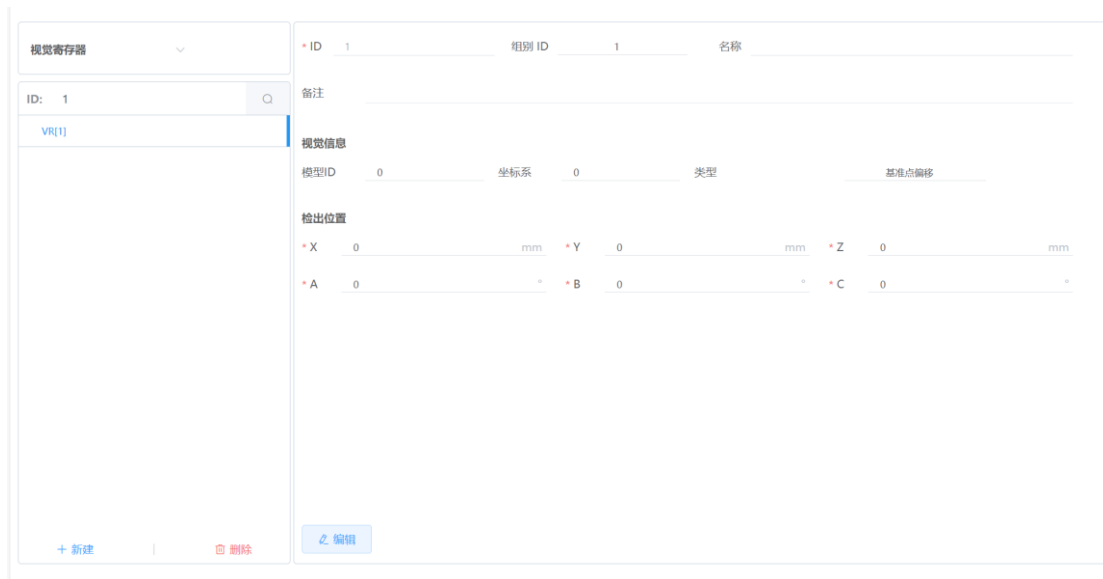 视觉寄存器
ID: 1
VR[1]
+ 新建 删除
* ID 1 组别 ID 1 名称
备注
视觉信息
模型ID 0 坐标系 0 类型 基准点偏移
检出位置
* X 0 mm * Y 0 mm * Z 0 mm
* A 0 ° * B 0 ° * C 0 °
编辑